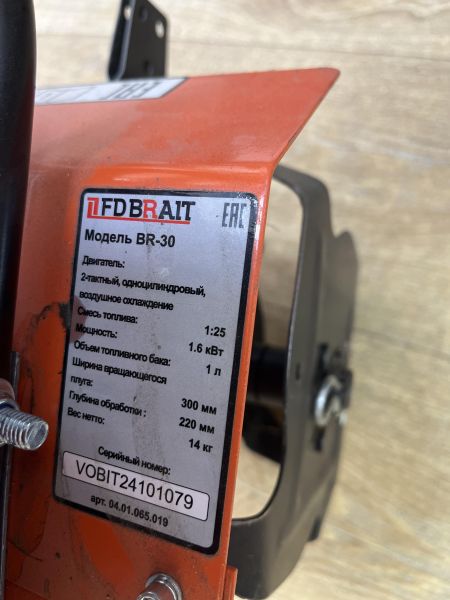 FDBRAIT
EAC
Модель BR-30
Двигатель:
2-тактный, одноцилиндровый,
воздушное охлаждение
Смесь топлива: 1:25
Мощность: 1.6 кВт
Объем топливного бака: 1 л
Ширина вращающегося
плуга: 300 мм
Глубина обработки : 220 мм
Вес нетто: 14 кг
Серийный номер:
VOBIT24101079
арт. 04.01.065.019